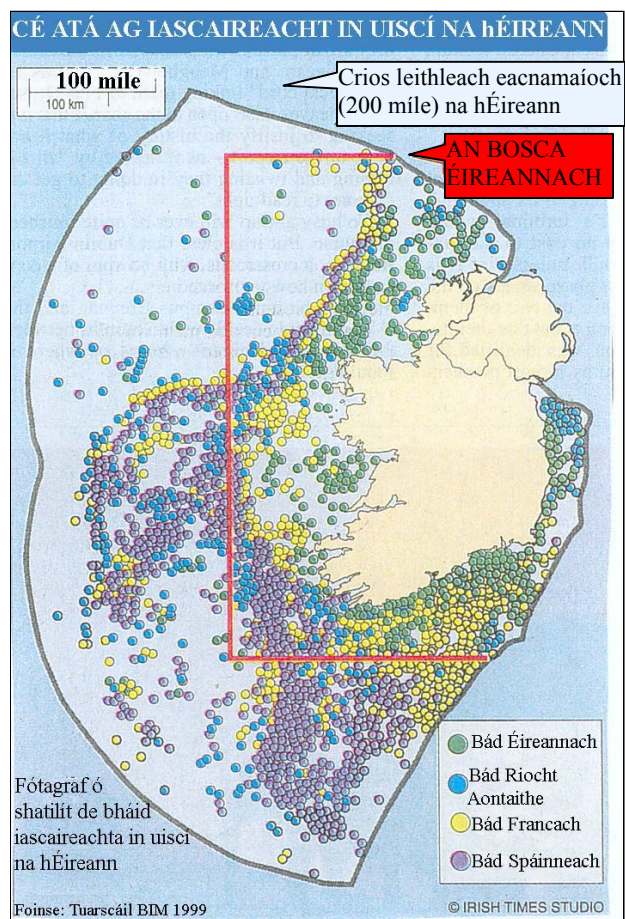 CÉ ATÁ AG IASCAIREACHT IN UISCÍ NA hÉIREANN
100 míle
100 km
Crios leithleach eacnamaíoch
(200 míle) na hÉireann
AN BOSCA
ÉIREANNACH
Bád Éireannach
Bád Riocht
Aontaithe
Bád Francach
Bád Spáinneach
Fótagraf ó
shatilít de bháid
iascaireachta in uiscí
na hÉireann
Foinse: Tuarscáil BIM 1999
© IRISH TIMES STUDIO